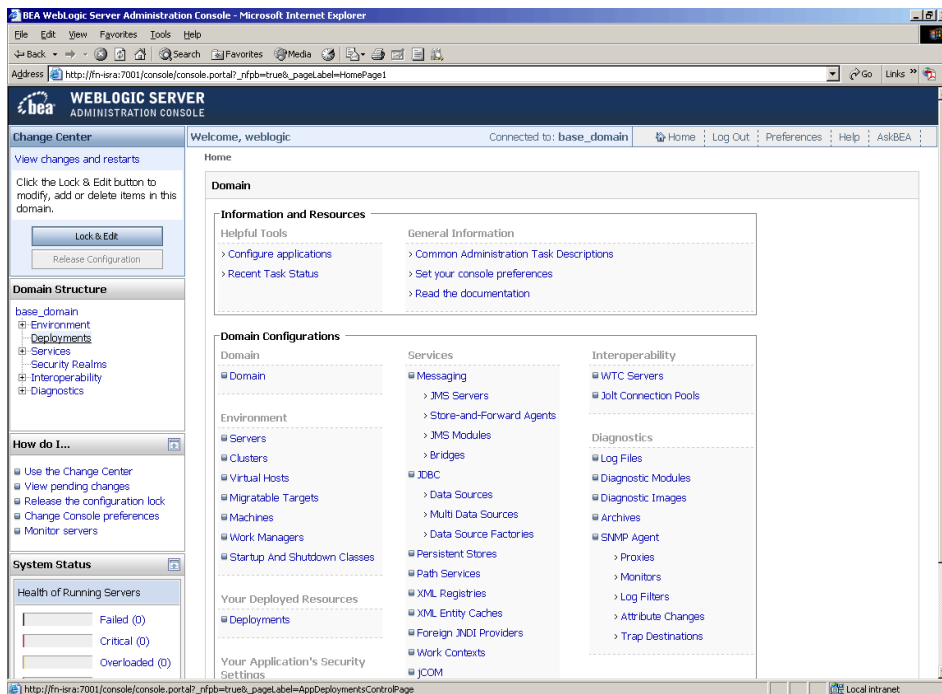 BEA WebLogic Server Administration Console - Microsoft Internet Explorer
File Edit View Favorites Tools Help
Back Search Favorites Media
Address http://fn-isra:7001/console/console.portal?_nfpb=true&_pageLabel=HomePage1 Go Links »
bea WEBLOGIC SERVER
ADMINISTRATION CONSOLE
Change Center
View changes and restarts
Click the Lock & Edit button to
modify, add or delete items in this
domain.
Lock & Edit
Release Configuration
Domain Structure
base_domain
Environment
Deployments
Services
Security Realms
Interoperability
Diagnostics
How do I...
Use the Change Center
View pending changes
Release the configuration lock
Change Console preferences
Monitor servers
System Status
Health of Running Servers
Failed (0)
Critical (0)
Overloaded (0)
Welcome, weblogic
Connected to: base_domain
Home Log Out Preferences Help AskBEA
Home
Domain
Information and Resources
Helpful Tools
> Configure applications
> Recent Task Status
General Information
> Common Administration Task Descriptions
> Set your console preferences
> Read the documentation
Domain Configurations
Domain
Domain
Environment
Servers
Clusters
Virtual Hosts
Migratable Targets
Machines
Work Managers
Startup And Shutdown Classes
Your Deployed Resources
Deployments
Your Application's Security
Settings
Services
Messaging
> JMS Servers
> Store-and-Forward Agents
> JMS Modules
> Bridges
JDBC
> Data Sources
> Multi Data Sources
> Data Source Factories
Persistent Stores
Path Services
XML Registries
XML Entity Caches
Foreign JNDI Providers
Work Contexts
jCOM
Interoperability
WTC Servers
Jolt Connection Pools
Diagnostics
Log Files
Diagnostic Modules
Diagnostic Images
Archives
SNMP Agent
> Proxies
> Monitors
> Log Filters
> Attribute Changes
> Trap Destinations
http://fn-isra:7001/console/console.portal?_nfpb=true&_pageLabel=AppDeploymentsControlPage
Local intranet